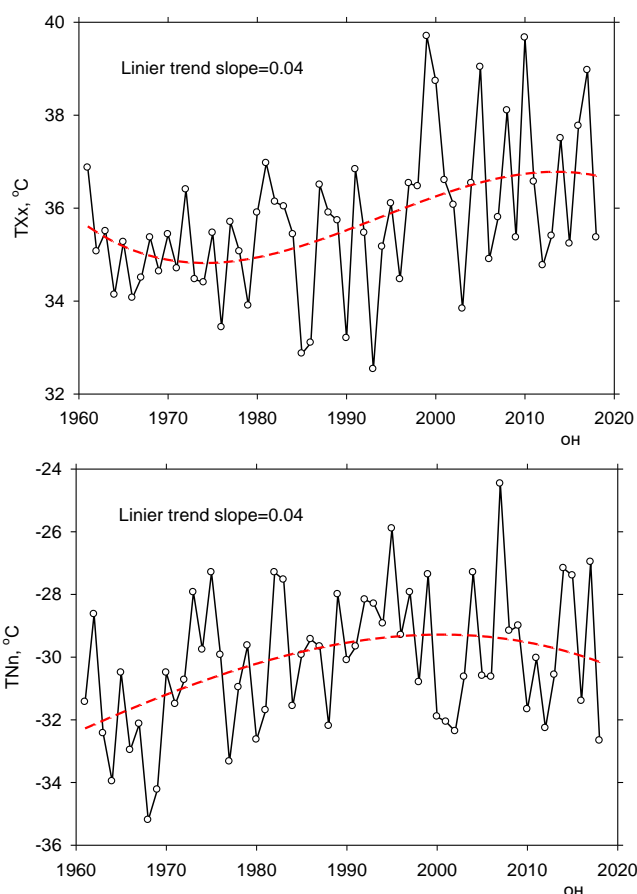 40
Linier trend slope=0.04
38
TXx, °C
36
34
32
1960 1970 1980 1990 2000 2010 2020
он
-24
Linier trend slope=0.04
-26
-28
TNn, °C
-30
-32
-34
-36
1960 1970 1980 1990 2000 2010 2020
он